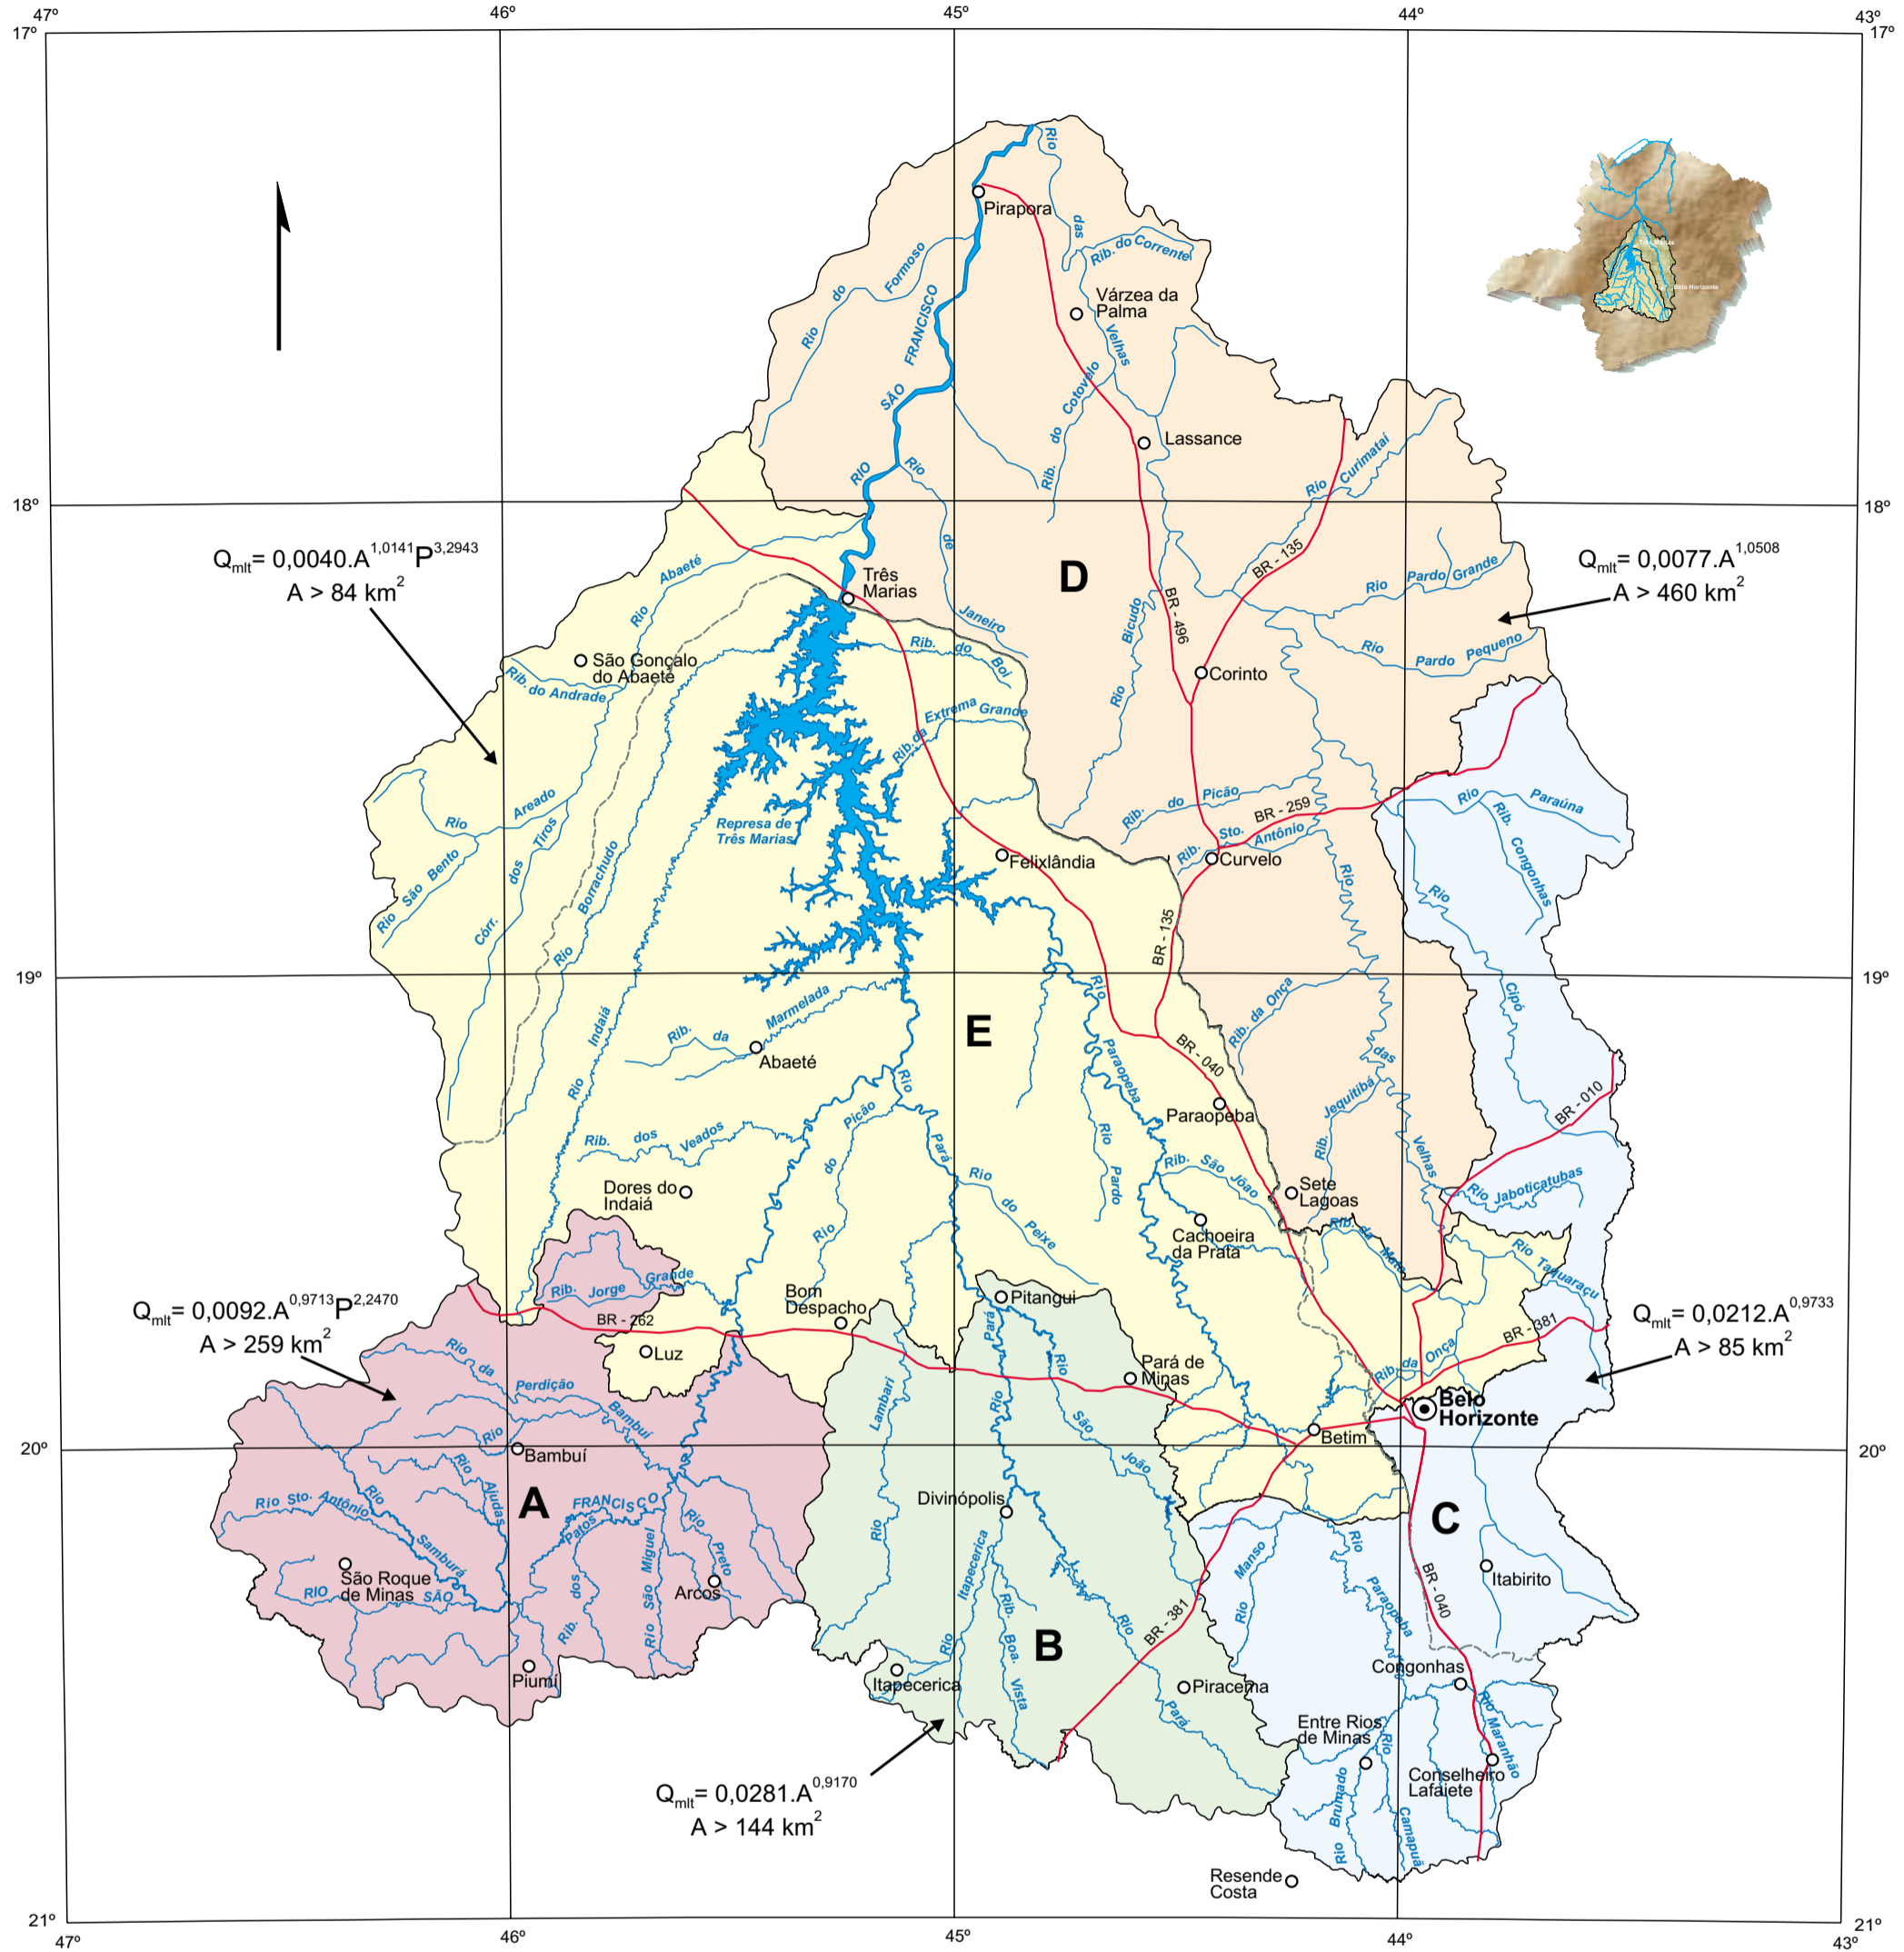 47º
46º
45º
44º
43º
17º
17º
Rio
das
Pirapora
Rib. do Corrente
Rio do Formoso
Várzea da
Palma
Velhas
Três Marias
Belo Horizonte
RIO SÃO FRANCISCO
Rib. do Cotovelo
Lassance
Rio Curimataí
Rio de Janeiro
18º
18º
Qmlt= 0,0040.A1,0141P3,2943
A > 84 km2
Qmlt= 0,0077.A1,0508
A > 460 km2
Rio Abaeté
Três
Marias
D
BR - 135
BR - 496
Rio Pardo Grande
Rio Pardo Pequeno
Rio Bicudo
Rib. do Boi
São Gonçalo
do Abaeté
Rib. do Andrade
Corinto
Rib. da Extrema Grande
Rio Areado
Represa de
Três Marias
Rib. do Picão
BR - 259
Rib. Sto. Antônio
Curvelo
Rio Paraúna
Rib. Congonhas
Rio São Bento
Córr. dos Tiros
Rio Borrachudo
Felixlândia
Rio
Rio Cipó
BR - 135
19º
19º
Rio Indaiá
Rib. da Marmelada
Abaeté
E
Rio Paraopeba
BR - 040
Rib. da Onça
das
Paraopeba
Rib. Jequitibá
Velhas
BR - 010
Rib. dos Veados
Rio do Picão
Rio Pará
Rio Pardo
Rio do Peixe
Rib. São Jõao
Dores do
Indaiá
Sete
Lagoas
Cachoeira
da Prata
Rib. da Mata
Rio Jaboticatubas
Rio Taquaraçu
Rib. Jorge Grande
Bom
Despacho
Pitangui
BR - 262
Luz
Qmlt= 0,0092.A0,9713P2,2470
A > 259 km2
Qmlt= 0,0212.A0,9733
A > 85 km2
Rio da Perdição
Rio Bambuí
Bambuí
Pará de
Minas
Rib. da Onça
BR - 381
Belo
Horizonte
Betim
20º
20º
Rio Lambari
Rio Pará
Rio São João
A
Rio Ajudas
Rio Sto. Antônio
Rio Samburá
FRANCISCO
Rib. dos Patos
Rio São Miguel
Rio Preto
São Roque
de Minas
RIO SÃO
Arcos
Piumí
Divinópolis
Rio Itapecerica
Rib. Boa. Vista
Itapecerica
B
Rio Pará
BR - 381
Piracema
C
Rio Manso
Rio Paraopeba
BR - 040
Itabirito
Congonhas
Rio Maranhão
Entre Rios
de Minas
Rio Brumado
Rio Camapuã
Conselheiro
Lafaiete
Resende
Costa
Qmlt= 0,0281.A0,9170
A > 144 km2
21º
21º
47º
46º
45º
44º
43º